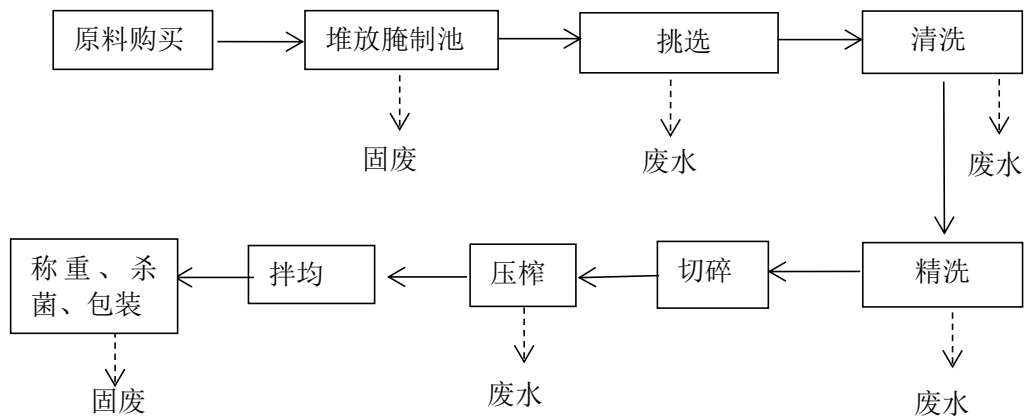 原料购买
堆放腌制池
挑选
清洗
固废
废水
废水
称重、杀
菌、包装
拌均
压榨
切碎
精洗
固废
废水
废水